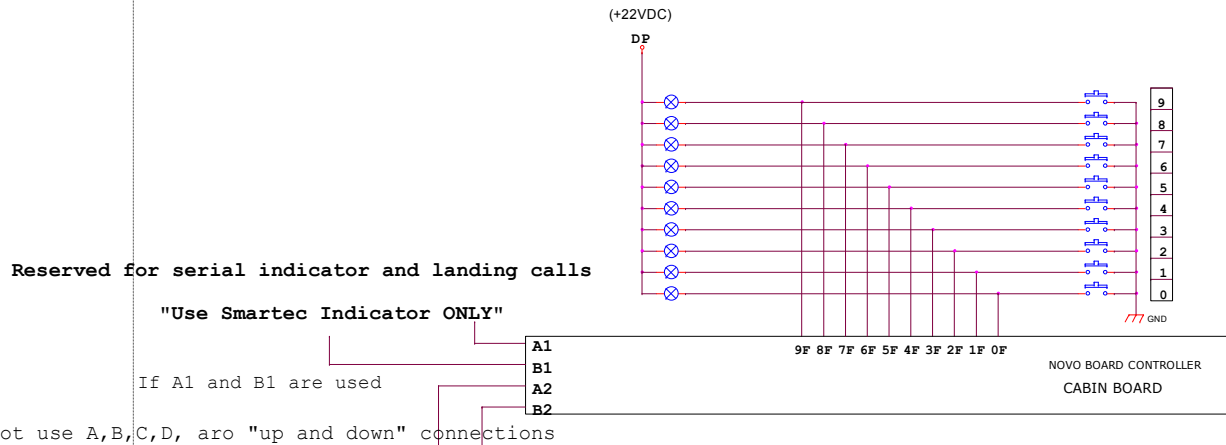 (+22VDC)
DP
9
8
7
6
5
4
3
2
1
0
GND
Reserved for serial indicator and landing calls
"Use Smartec Indicator ONLY"
A1
B1
A2
B2
9F 8F 7F 6F 5F 4F 3F 2F 1F 0F
NOVO BOARD CONTROLLER
CABIN BOARD
If A1 and B1 are used
ot use A,B,C,D, aro "up and down" connections